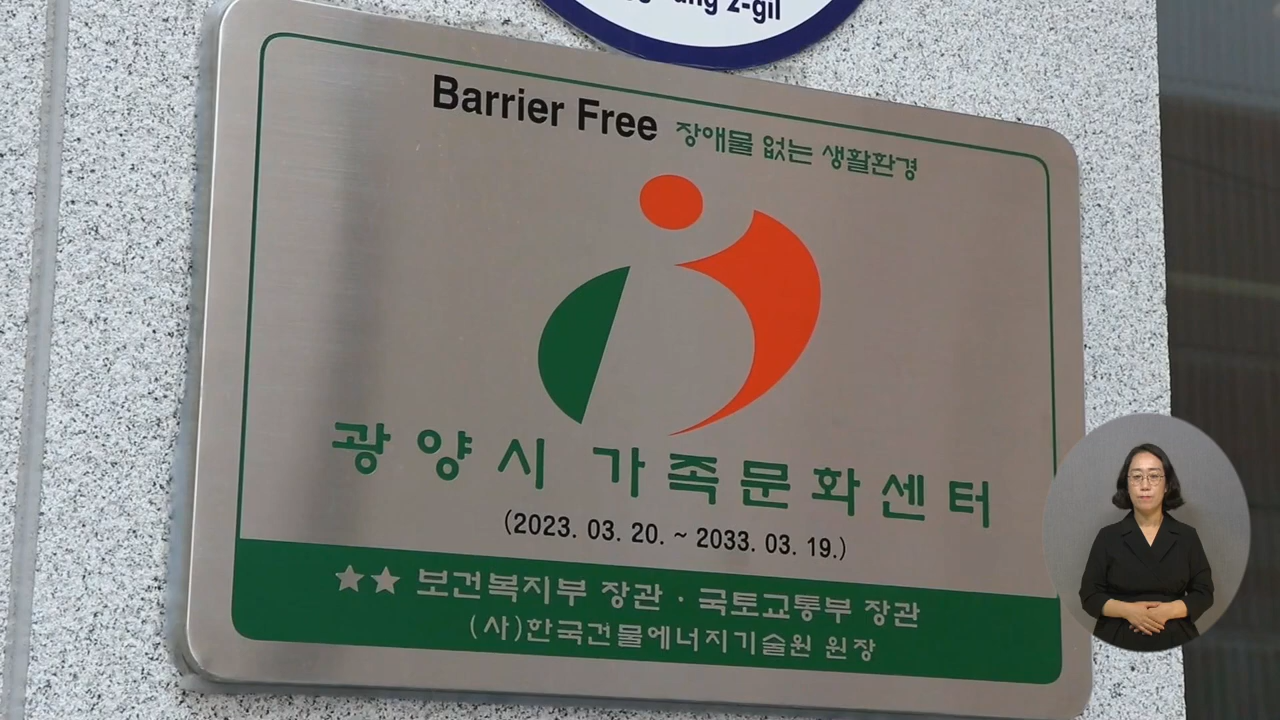 2-gil
Barrier Free 장애물 없는 생활환경
광양시 가족문화센터
(2023. 03. 20. ~ 2033. 03. 19.)
★★ 보건복지부 장관 · 국토교통부 장관
(사)한국건물에너지기술원 원장